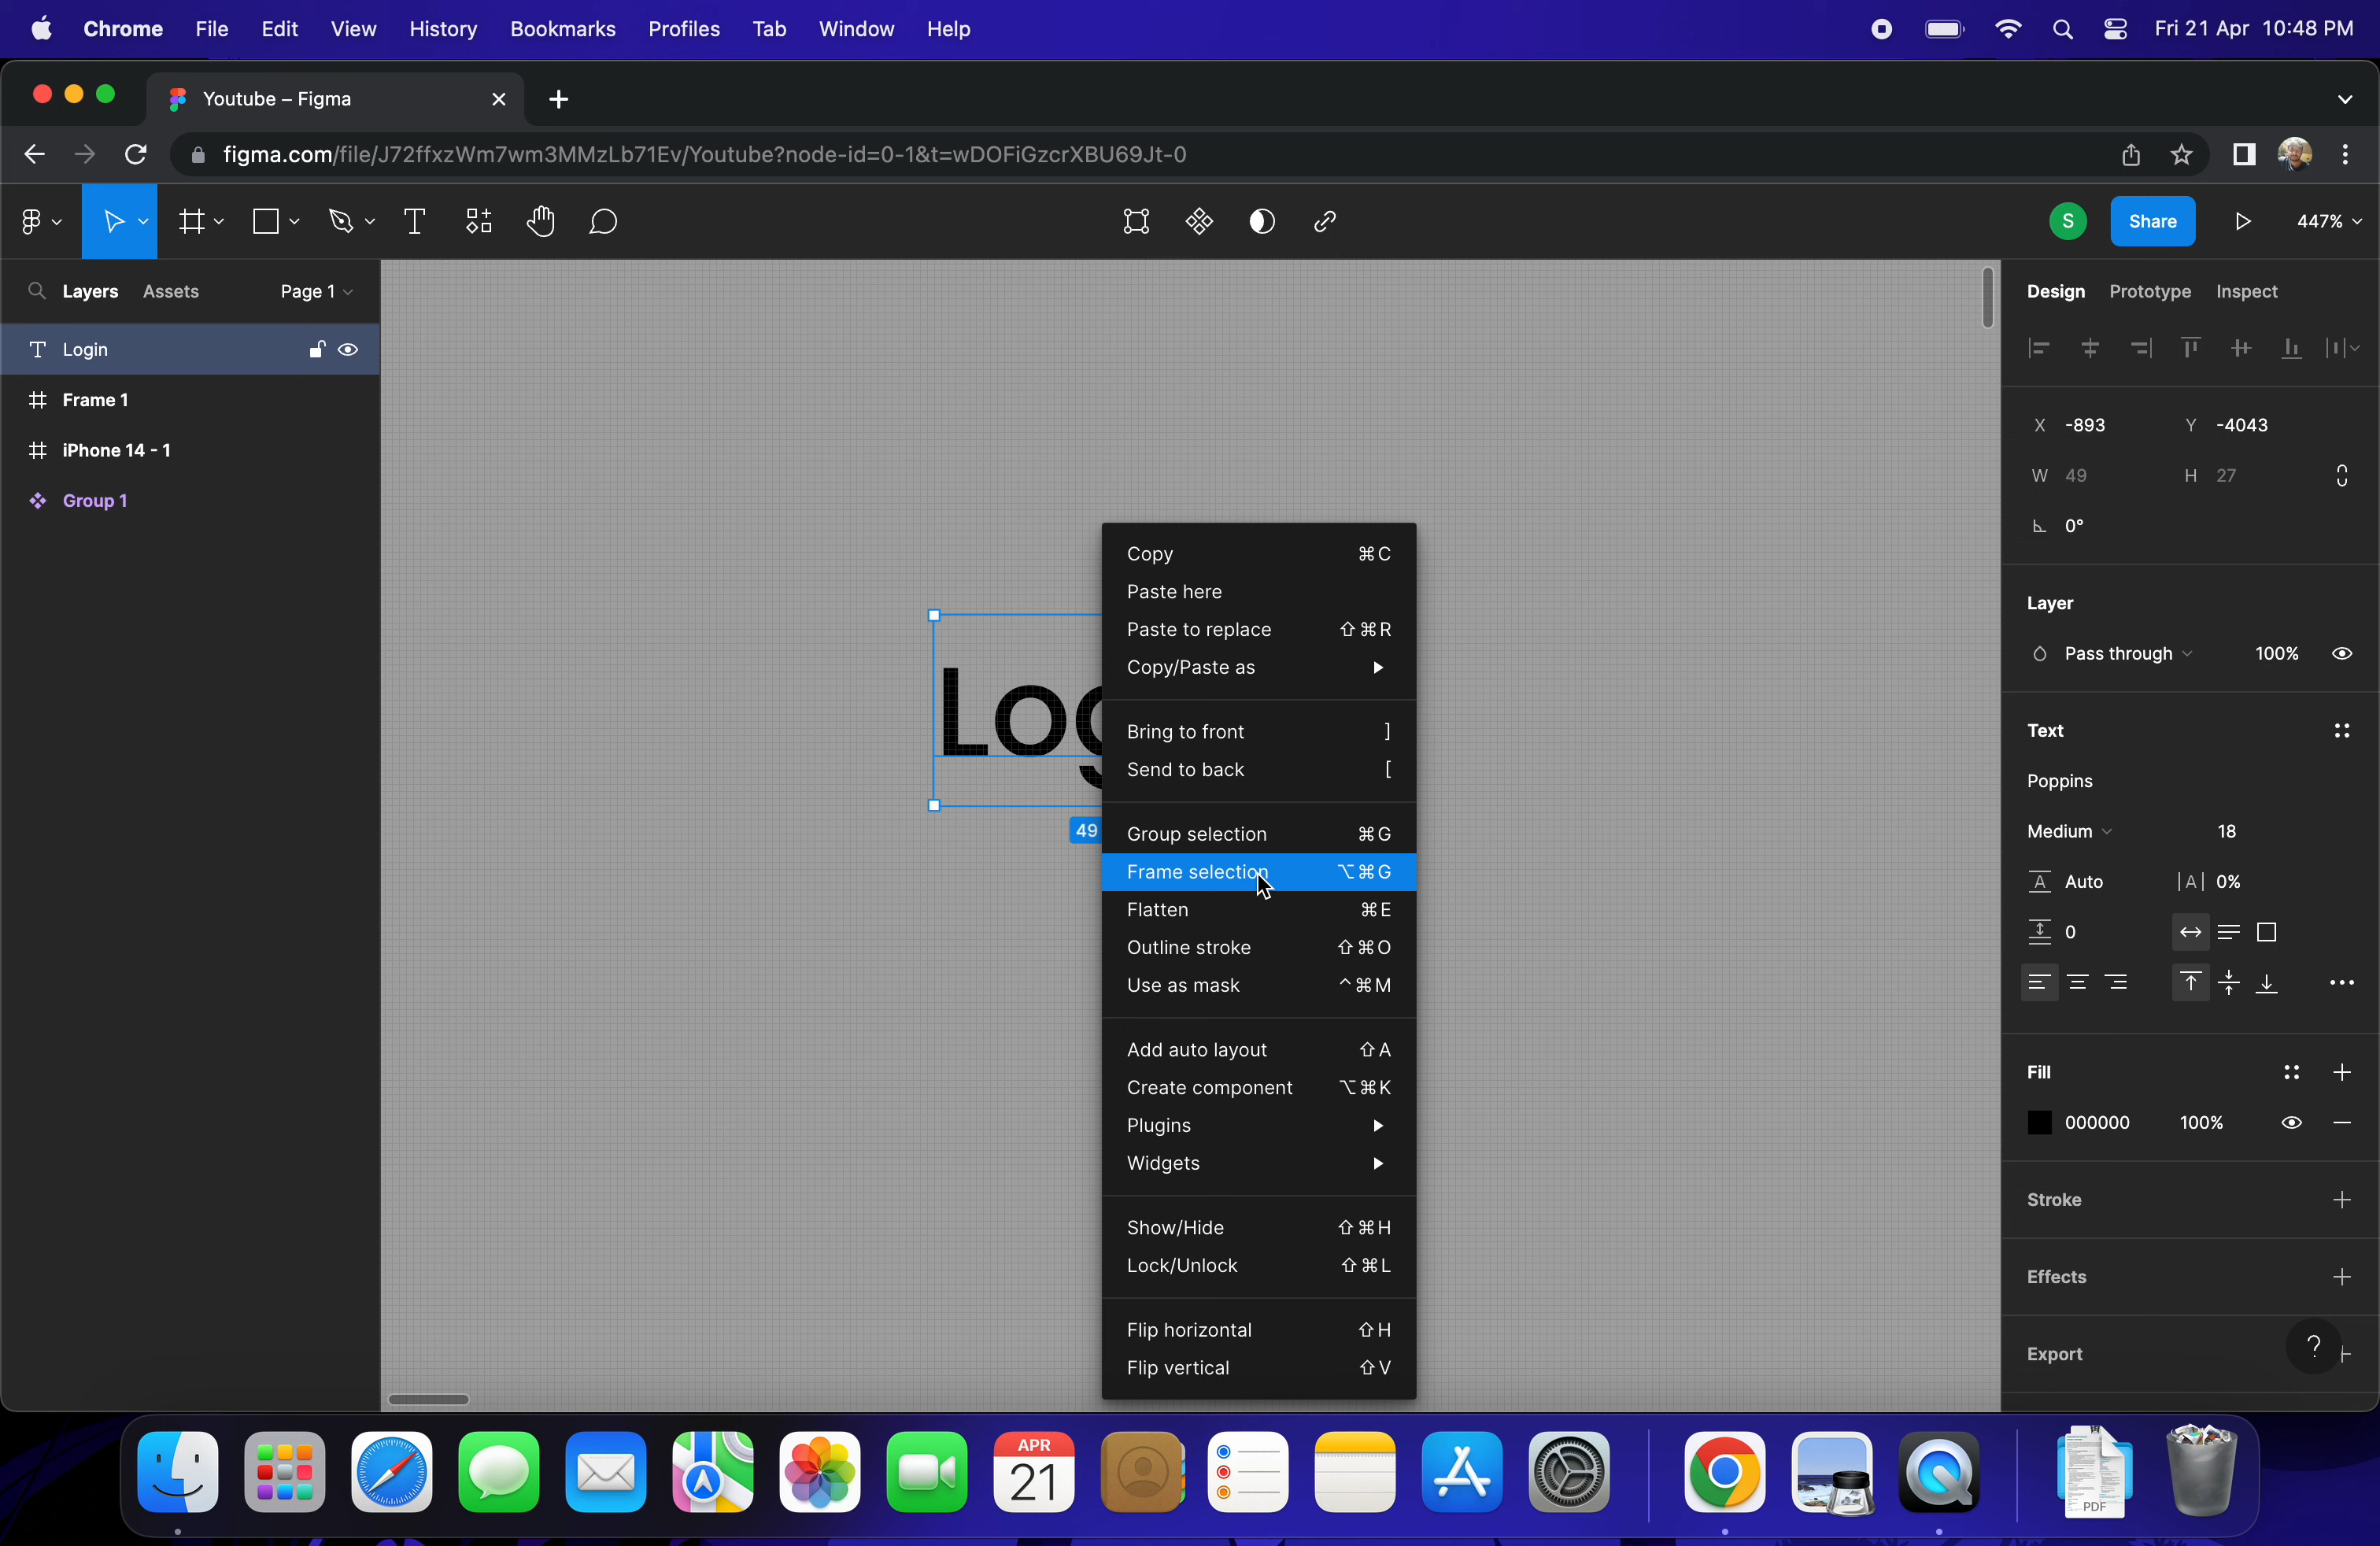 Chrome File Edit View History Bookmarks Profiles Tab Window Help Fri 21 Apr 10:48 PM
Youtube – Figma
figma.com/file/J72ffxzWm7wm3MMzLb71Ev/Youtube?node-id=0-1&t=wDOFiGzcrXBU69Jt-0
S Share 447%
Layers Assets Page 1
Login
Frame 1
iPhone 14 - 1
Group 1
Log
49
Copy ⌘C
Paste here
Paste to replace ⇧⌘R
Copy/Paste as
Bring to front ]
Send to back [
Group selection ⌘G
Frame selection ⌥⌘G
Flatten ⌘E
Outline stroke ⇧⌘O
Use as mask ^⌘M
Add auto layout ⇧A
Create component ⌥⌘K
Plugins
Widgets
Show/Hide ⇧⌘H
Lock/Unlock ⇧⌘L
Flip horizontal ⇧H
Flip vertical ⇧V
Design Prototype Inspect
X -893 Y -4043
W 49 H 27
0°
Layer
Pass through 100%
Text
Poppins
Medium 18
A Auto |A| 0%
0
Fill
000000 100%
Stroke
Effects
Export
?
APR
21
PDF